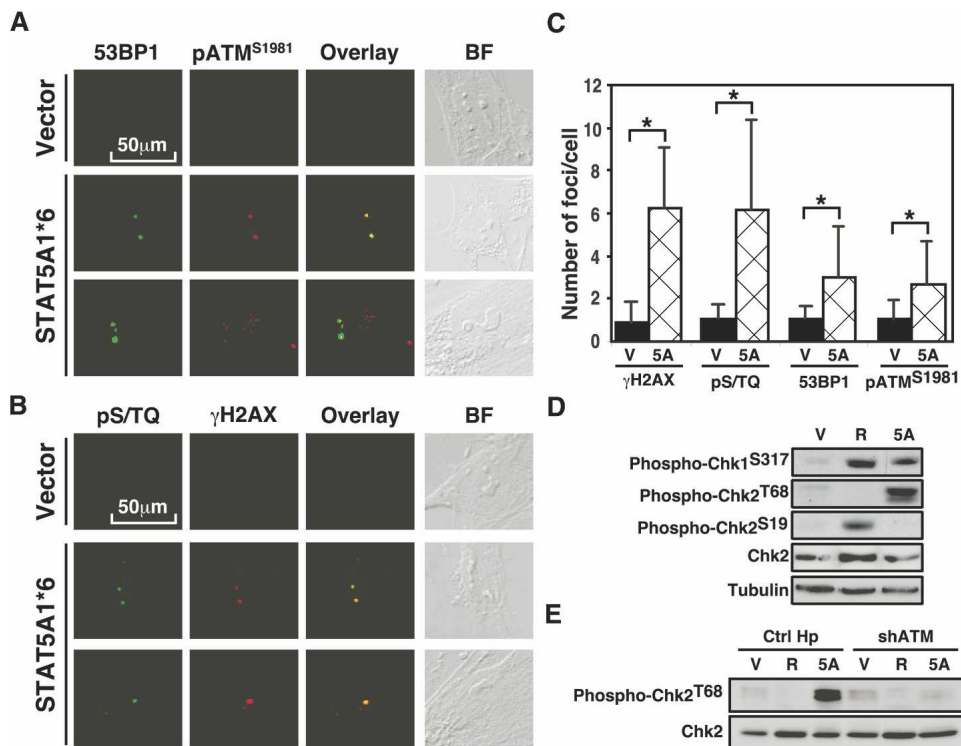 A
53BP1 pATMS1981 Overlay BF
Vector
50μm
STAT5A1*6
B
pS/TQ γH2AX Overlay BF
Vector
50μm
STAT5A1*6
C
Number of foci/cell
12
10
8
6
4
2
0
* * * *
V 5A V 5A V 5A V 5A
γH2AX pS/TQ 53BP1 pATMS1981
D
V R 5A
Phospho-Chk1S317
Phospho-Chk2T68
Phospho-Chk2S19
Chk2
Tubulin
E
Ctrl Hp shATM
V R 5A V R 5A
Phospho-Chk2T68
Chk2